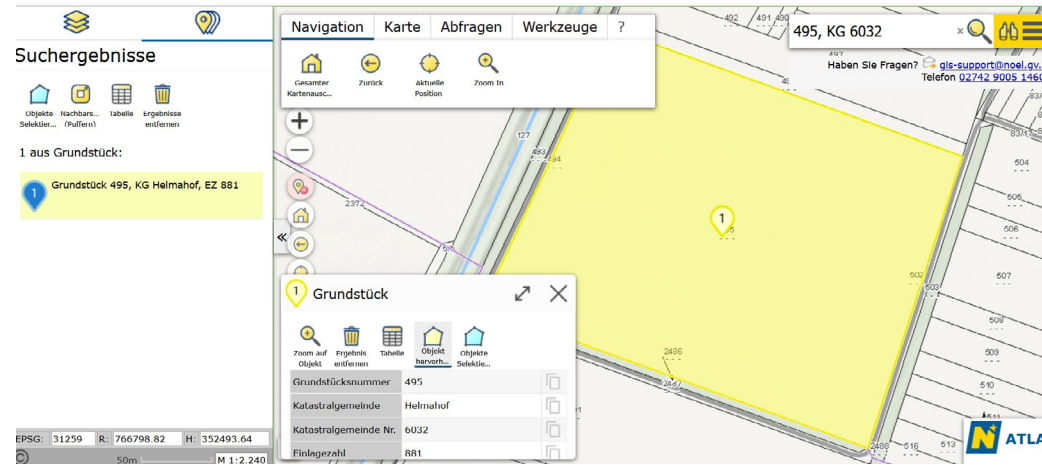 Suchergebnisse
Objekte
Selektier...
Nachbars...
(Puffern)
Tabelle
Ergebnisse
entfernen
1 aus Grundstück:
1
Grundstück 495, KG Helmahof, EZ 881
EPSG: 31259 R: 766798.82 H: 352493.64
© 50m M 1:2.240
Navigation Karte Abfragen Werkzeuge ?
Gesamter
Kartenausc...
Zurück
Aktuelle
Position
Zoom In
495, KG 6032
×
Haben Sie Fragen? gis-support@noel.gv.
Telefon 02742 9005 1460
492
491
490
497
127
493
494
2372
1
504
505
506
507
502
503
508
509
510
511
513
516
2486
2487
2488
«
1 Grundstück
Zoom auf
Objekt
Ergebnis
entfernen
Tabelle
Objekt
hervorh...
Objekte
Selektie...
Grundstücksnummer 495
Katastralgemeinde Helmahof
Katastralgemeinde Nr. 6032
Einlagezahl 881
N ATLA